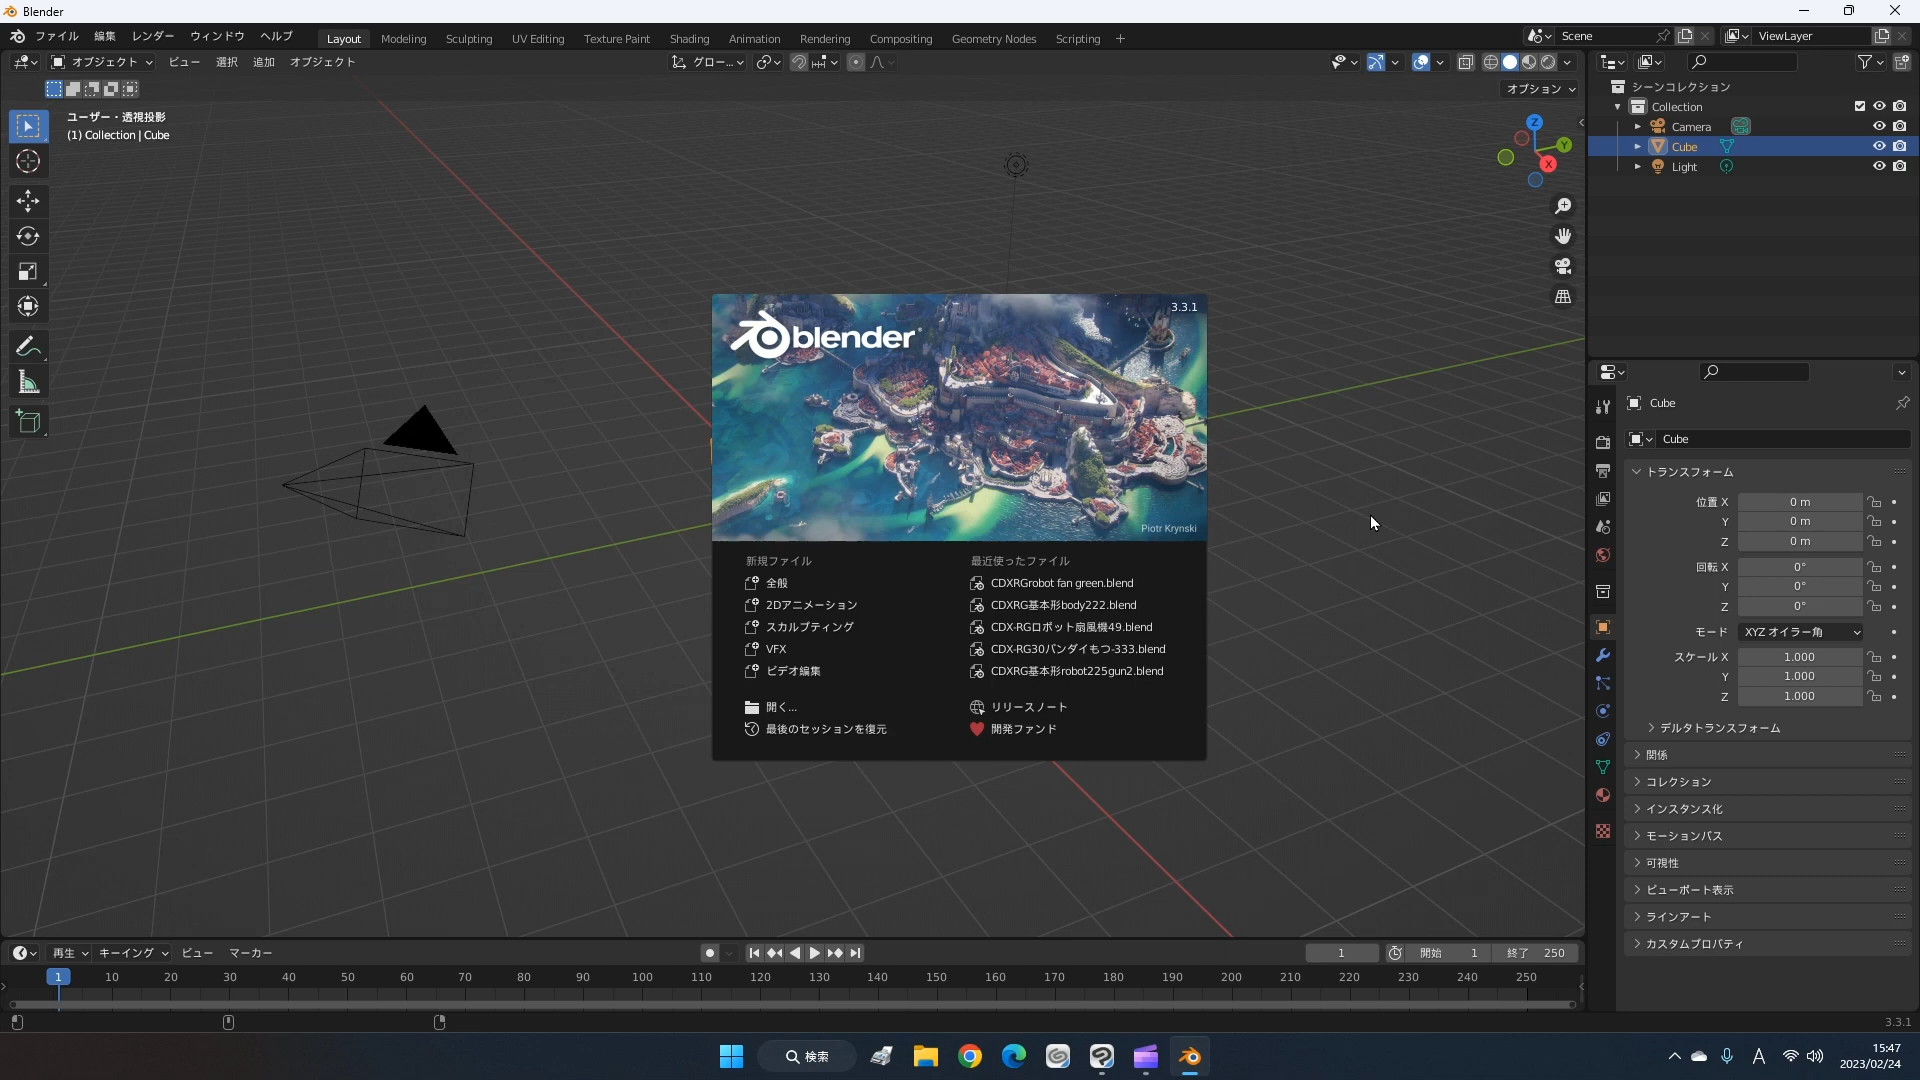 Blender
ファイル 編集 レンダー ウィンドウ ヘルプ Layout Modeling Sculpting UV Editing Texture Paint Shading Animation Rendering Compositing Geometry Nodes Scripting + Scene ViewLayer
オブジェクト ビュー 選択 追加 オブジェクト グロー...
オプション
ユーザー・透視投影
(1) Collection | Cube
Z
Y
X
シーンコレクション
Collection
Camera
Cube
Light
3.3.1
blender
Piotr Krynski
新規ファイル
全般
2Dアニメーション
スカルプティング
VFX
ビデオ編集
開く...
最後のセッションを復元
最近使ったファイル
CDXRGrobot fan green.blend
CDXRG基本形body222.blend
CDX-RGロボット扇風機49.blend
CDX-RG30バンダイもつ-333.blend
CDXRG基本形robot225gun2.blend
リリースノート
開発ファンド
Cube
Cube
トランスフォーム
位置 X 0 m
Y 0 m
Z 0 m
回転 X 0°
Y 0°
Z 0°
モード XYZ オイラー角
スケール X 1.000
Y 1.000
Z 1.000
デルタトランスフォーム
関係
コレクション
インスタンス化
モーションパス
可視性
ビューポート表示
ラインアート
カスタムプロパティ
再生 キーイング ビュー マーカー 1 開始 1 終了 250
1 10 20 30 40 50 60 70 80 90 100 110 120 130 140 150 160 170 180 190 200 210 220 230 240 250
3.3.1
検索 A 15:47
2023/02/24